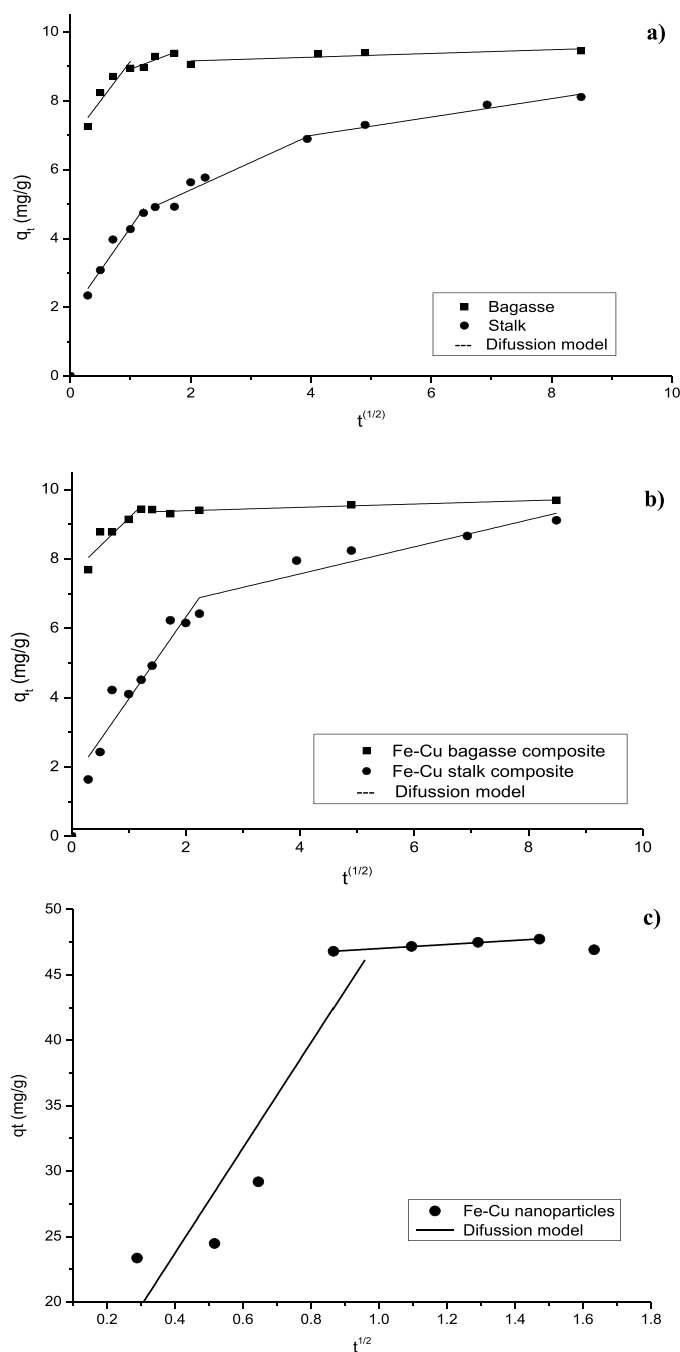 a)
10
8
6
4
2
0
qt (mg/g)
Bagasse
Stalk
--- Difussion model
0 2 4 6 8 10
t(1/2)
b)
10
8
6
4
2
0
qt (mg/g)
Fe-Cu bagasse composite
Fe-Cu stalk composite
--- Difussion model
0 2 4 6 8 10
t(1/2)
c)
50
45
40
35
30
25
20
qt (mg/g)
Fe-Cu nanoparticles
Difussion model
0.2 0.4 0.6 0.8 1.0 1.2 1.4 1.6 1.8
t1/2